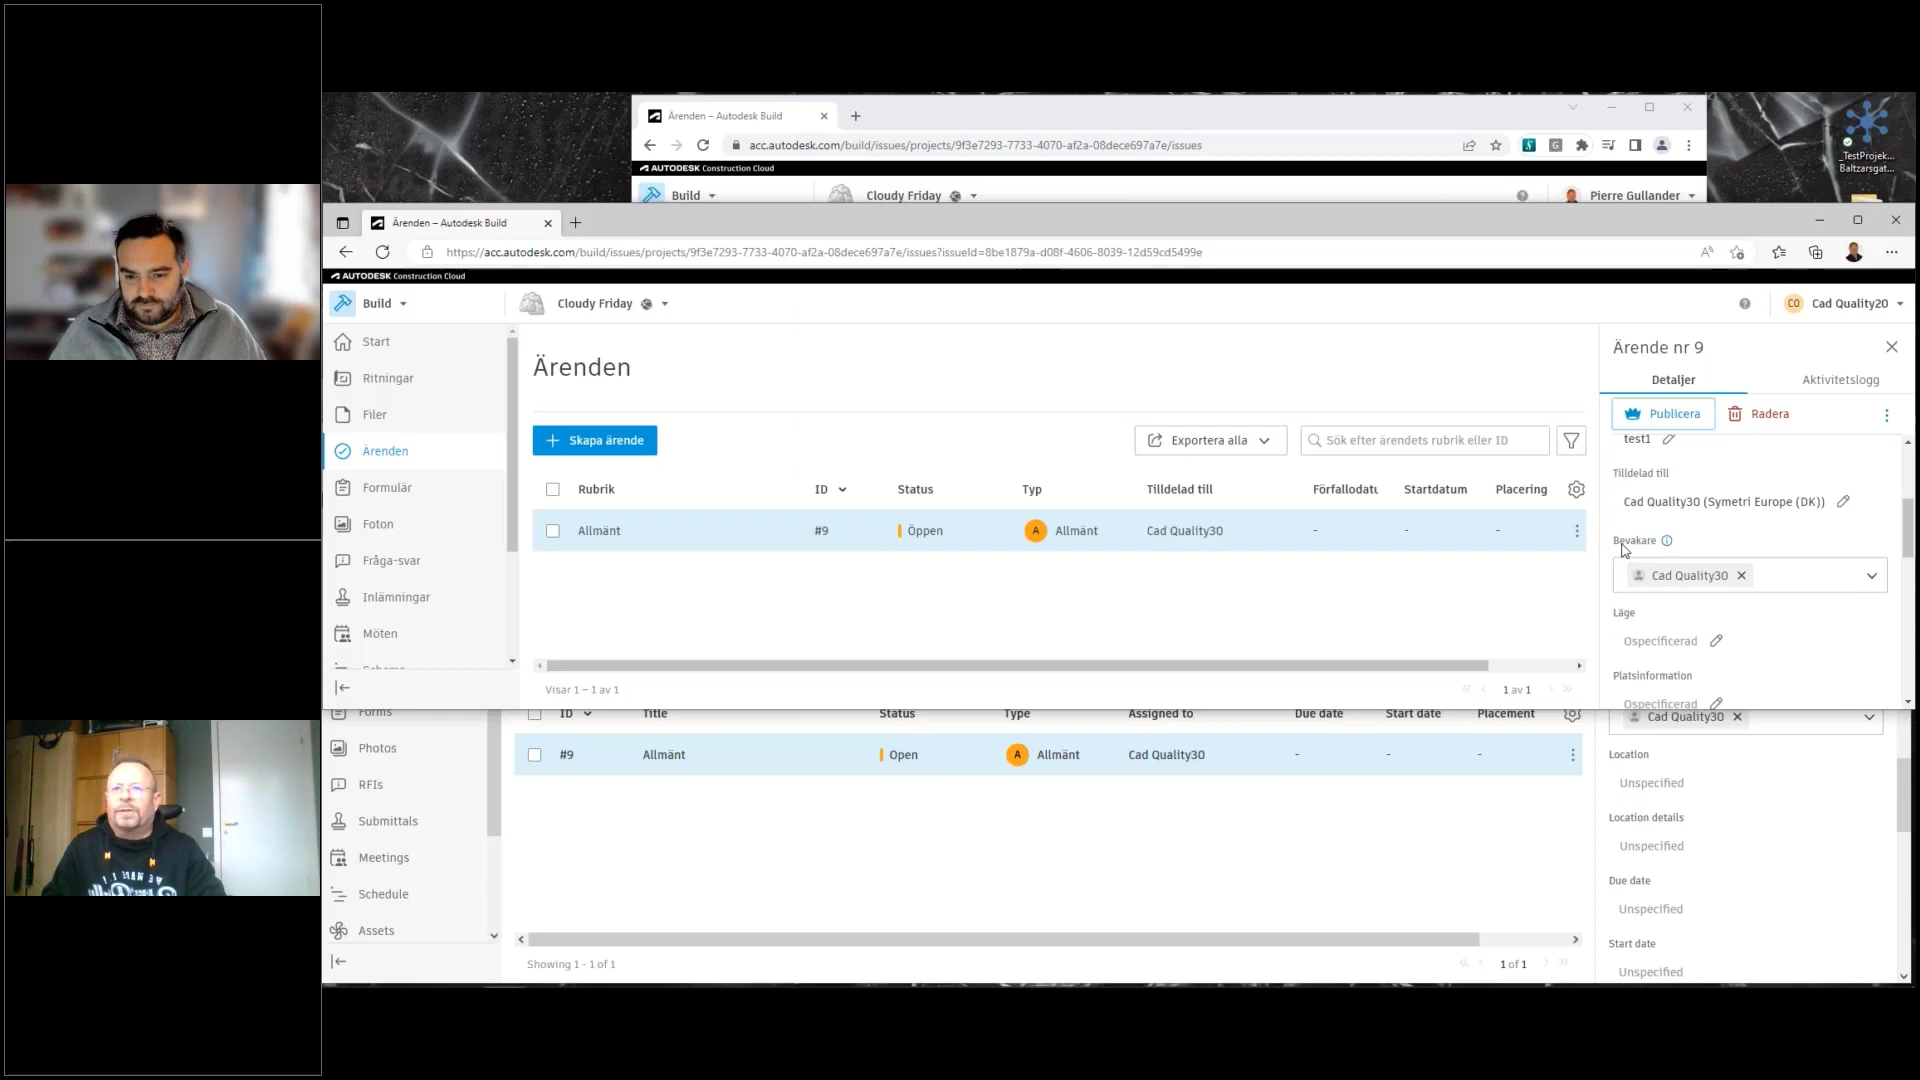 Ärenden – Autodesk Build
acc.autodesk.com/build/issues/projects/9f3e7293-7733-4070-af2a-08dece697a7e/issues
_TestProjek...
Baltzarsgat...
AUTODESK Construction Cloud
Build
Cloudy Friday
Pierre Gullander
Ärenden – Autodesk Build
https://acc.autodesk.com/build/issues/projects/9f3e7293-7733-4070-af2a-08dece697a7e/issues?issueId=8be1879a-d08f-4606-8039-12d59cd5499e
AUTODESK Construction Cloud
Build
Cloudy Friday
CO Cad Quality20
Start
Ritningar
Filer
Ärenden
Formulär
Foton
Fråga-svar
Inlämningar
Möten
Ärenden
Skapa ärende
Exportera alla
Sök efter ärendets rubrik eller ID
Rubrik ID Status Typ Tilldelad till Förfallodatu Startdatum Placering
Allmänt #9 Öppen A Allmänt Cad Quality30 - - -
Visar 1 – 1 av 1
1 av 1
Ärende nr 9
Detaljer Aktivitetslogg
Publicera Radera
test1
Tilldelad till
Cad Quality30 (Symetri Europe (DK))
Bevakare
Cad Quality30
Läge
Ospecificerad
Platsinformation
Ospecificerad
Forms
Photos
RFIs
Submittals
Meetings
Schedule
Assets
ID Title Status Type Assigned to Due date Start date Placement
#9 Allmänt Open A Allmänt Cad Quality30 - - -
Showing 1 - 1 of 1
1 of 1
Cad Quality30
Location
Unspecified
Location details
Unspecified
Due date
Unspecified
Start date
Unspecified